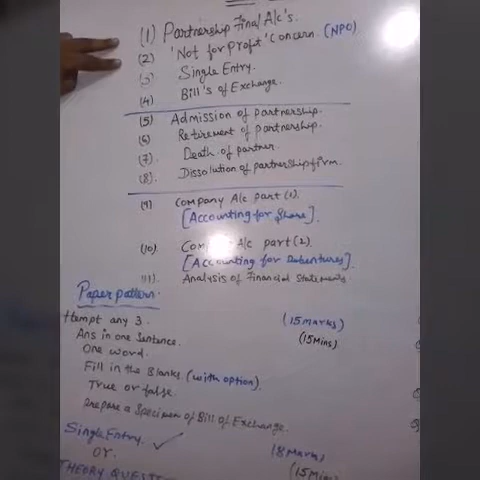 (1) Partnership Final A/c's.
(2) 'Not for profit' Concern. (NPO)
(3) Single Entry.
(4) Bill's of Exchange.
(5) Admission of partnership.
(6) Retirement of partnership.
(7) Death of partner.
(8). Dissolution of partnership firm.
(9) Company A/c part (1).
[Accounting for Share].
(10). A/c part (2).
[Accounting for Debentures].
(11). Analysis of Financial Statements
Paper pattern.
ttempt any 3. (15 marks)
Ans in one Sentence. (15 Mins)
One word.
Fill in the Blanks (with option).
True or false.
Prepare a Specimen of Bill of Exchange.
Single Entry. (8 Marks)
or. (15 Mins
THEORY QUEST